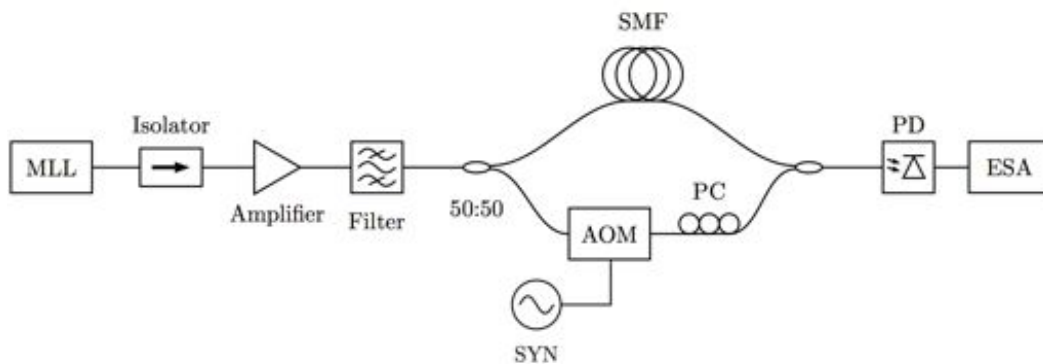 SMF
Isolator
PD
MLL
ESA
Amplifier
Filter
50:50
PC
AOM
SYN